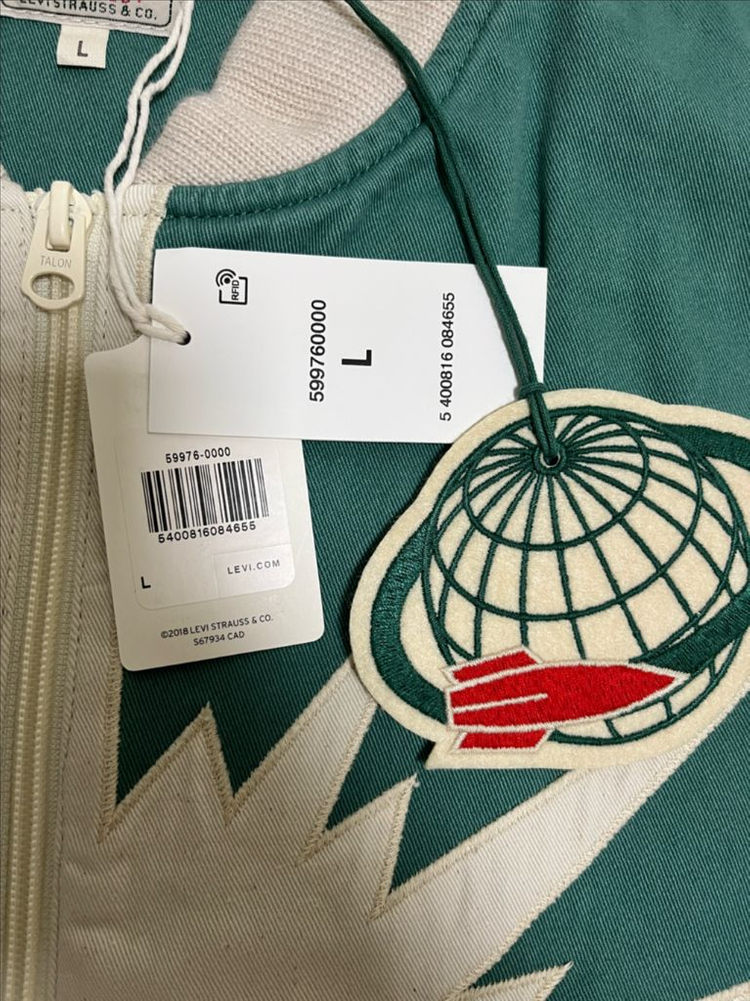 LEVI STRAUSS & CO.
L
TALON
RFID
599760000
L
5 400816 084655
59976-0000
5400816084655
L
LEVI.COM
©2018 LEVI STRAUSS & CO.
S67934 CAD